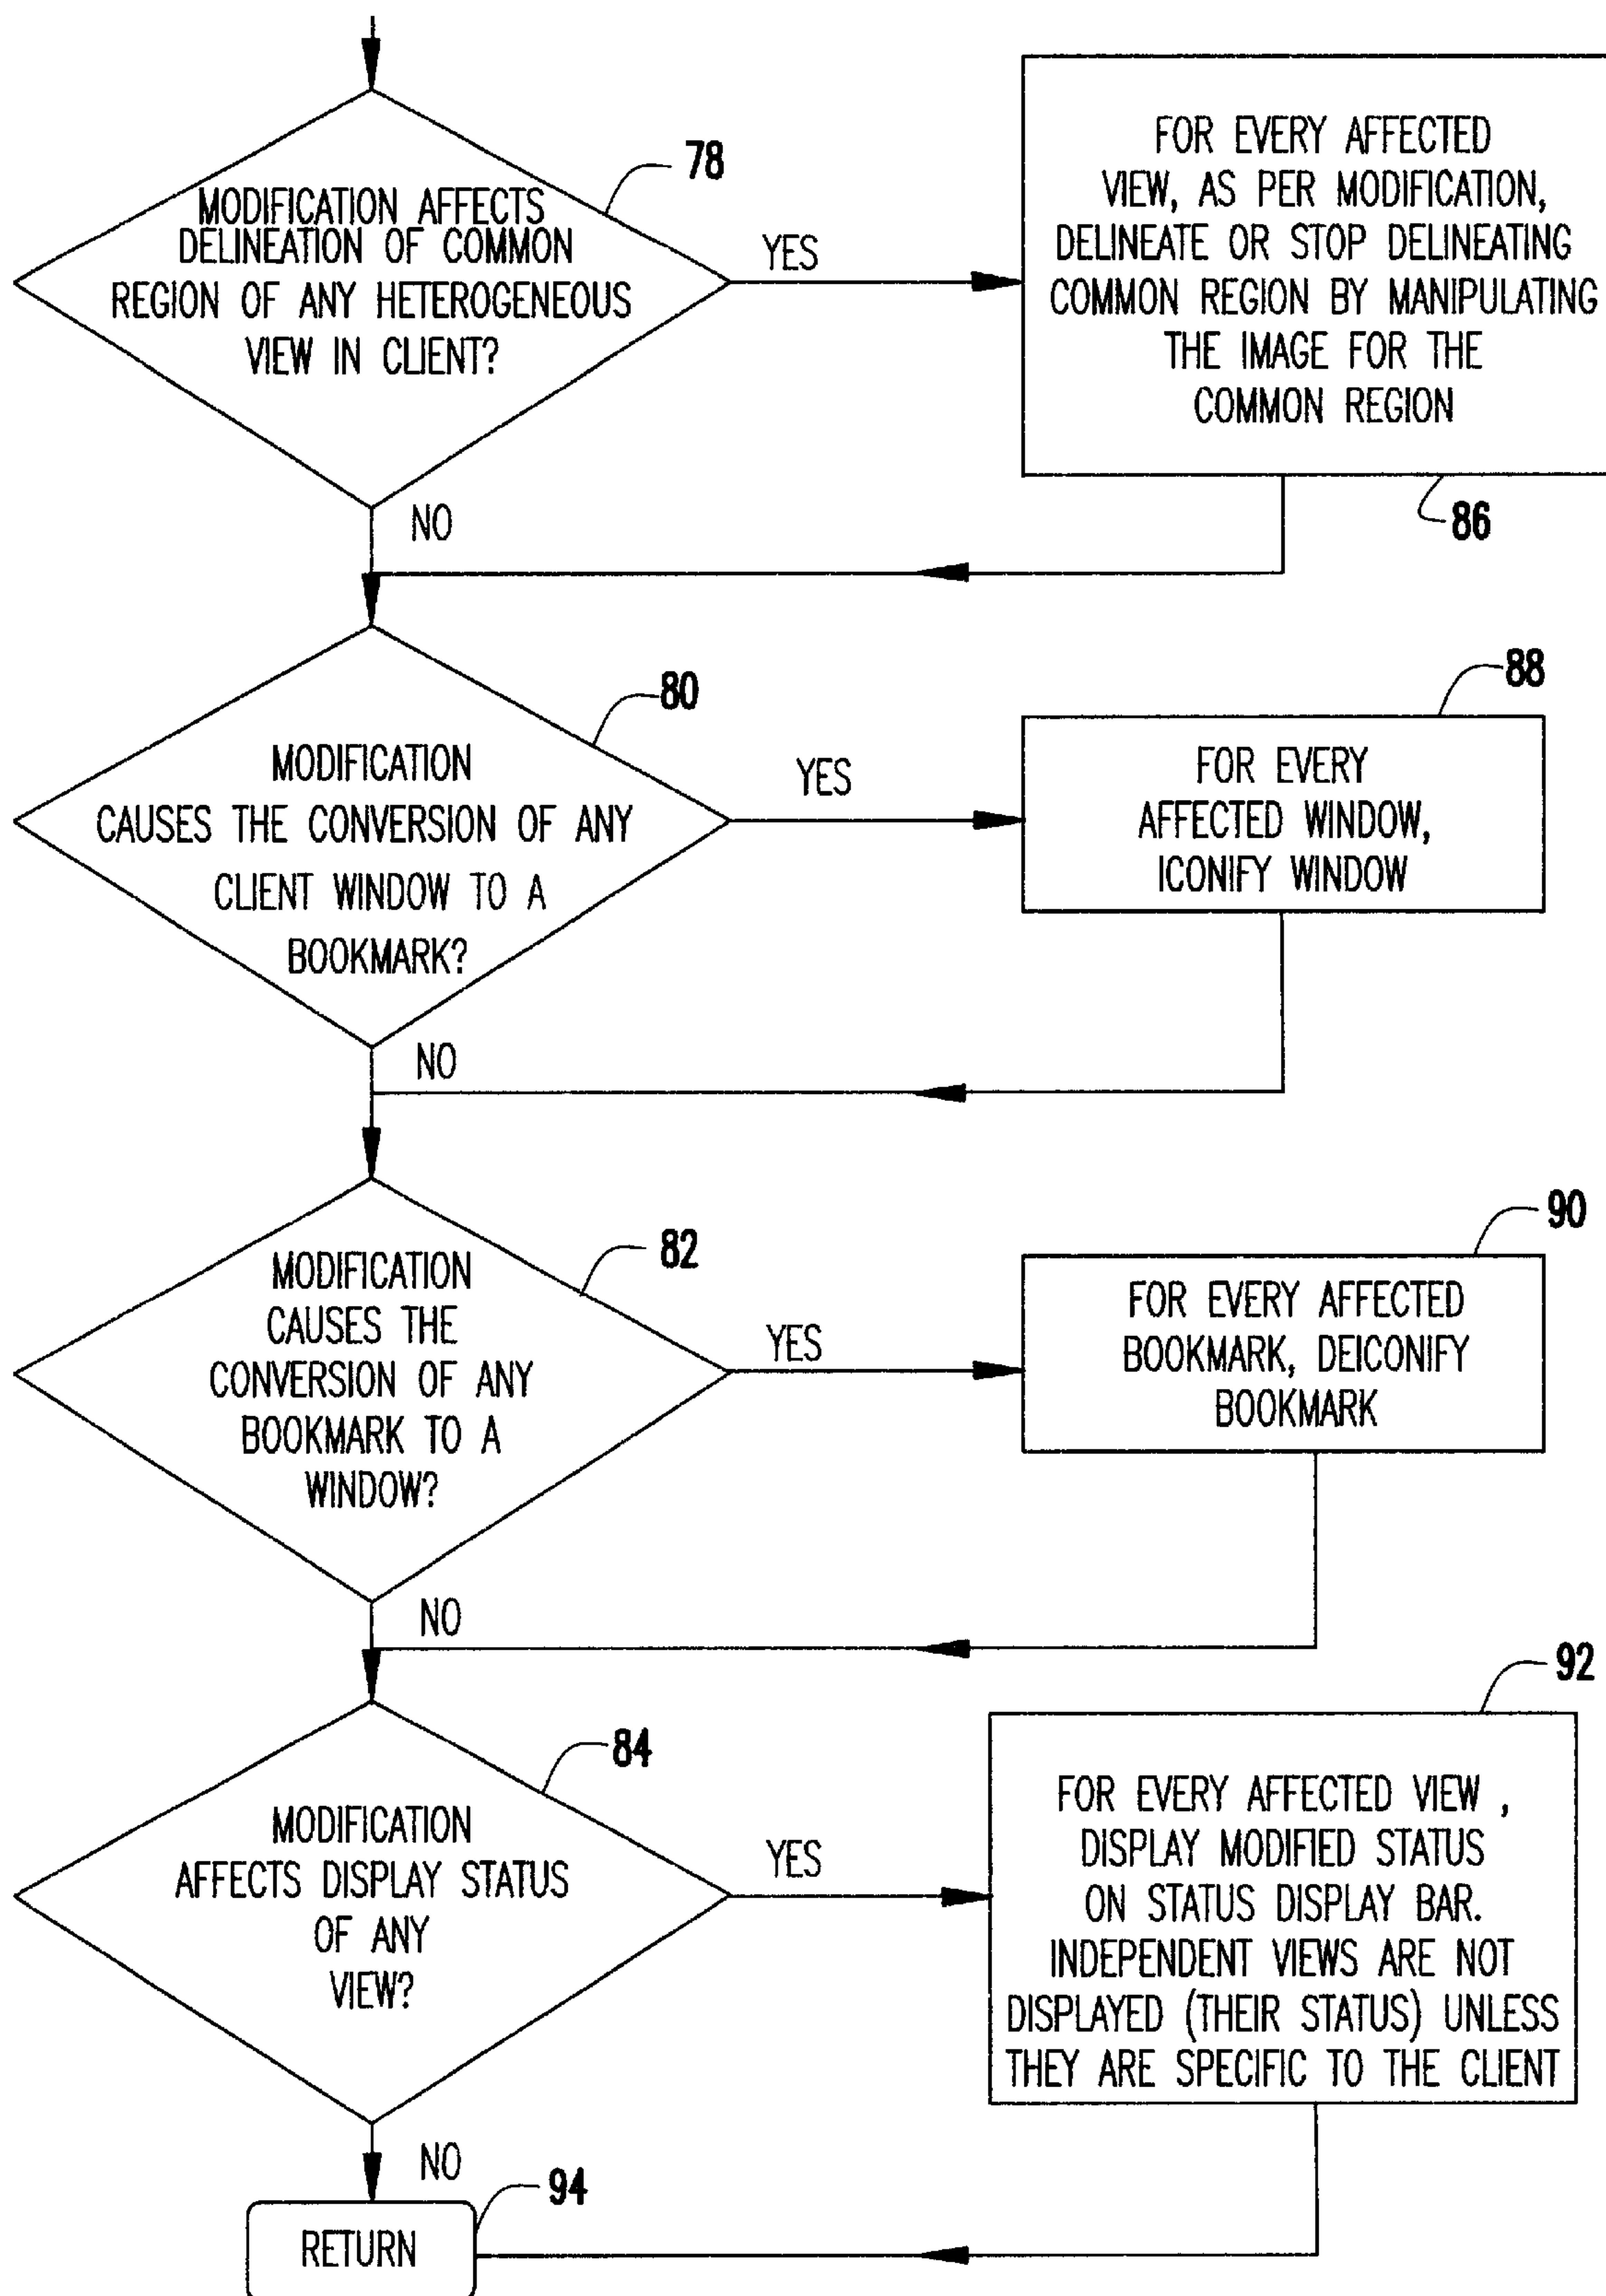 MODIFICATION AFFECTS
DELINEATION OF COMMON
REGION OF ANY HETEROGENEOUS
VIEW IN CLIENT?
78
YES
NO
FOR EVERY AFFECTED
VIEW, AS PER MODIFICATION,
DELINEATE OR STOP DELINEATING
COMMON REGION BY MANIPULATING
THE IMAGE FOR THE
COMMON REGION
86
MODIFICATION
CAUSES THE CONVERSION OF ANY
CLIENT WINDOW TO A
BOOKMARK?
80
YES
NO
FOR EVERY
AFFECTED WINDOW,
ICONIFY WINDOW
88
MODIFICATION
CAUSES THE
CONVERSION OF ANY
BOOKMARK TO A
WINDOW?
82
YES
NO
FOR EVERY AFFECTED
BOOKMARK, DEICONIFY
BOOKMARK
90
MODIFICATION
AFFECTS DISPLAY STATUS
OF ANY
VIEW?
84
YES
NO
FOR EVERY AFFECTED VIEW ,
DISPLAY MODIFIED STATUS
ON STATUS DISPLAY BAR.
INDEPENDENT VIEWS ARE NOT
DISPLAYED (THEIR STATUS) UNLESS
THEY ARE SPECIFIC TO THE CLIENT
92
RETURN
94